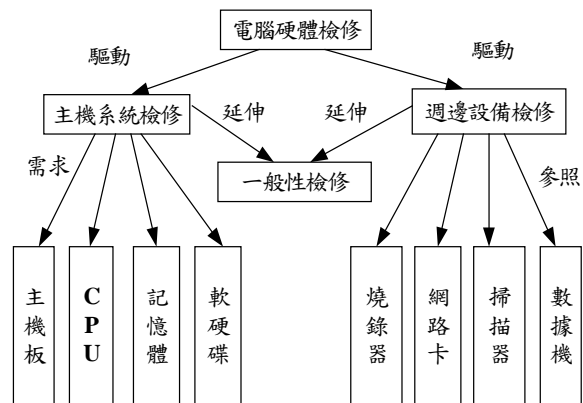 電腦硬體檢修
驅動
驅動
主機系統檢修
延伸
延伸
週邊設備檢修
需求
一般性檢修
參照
主機板
CPU
記憶體
軟硬碟
燒錄器
網路卡
掃描器
數據機